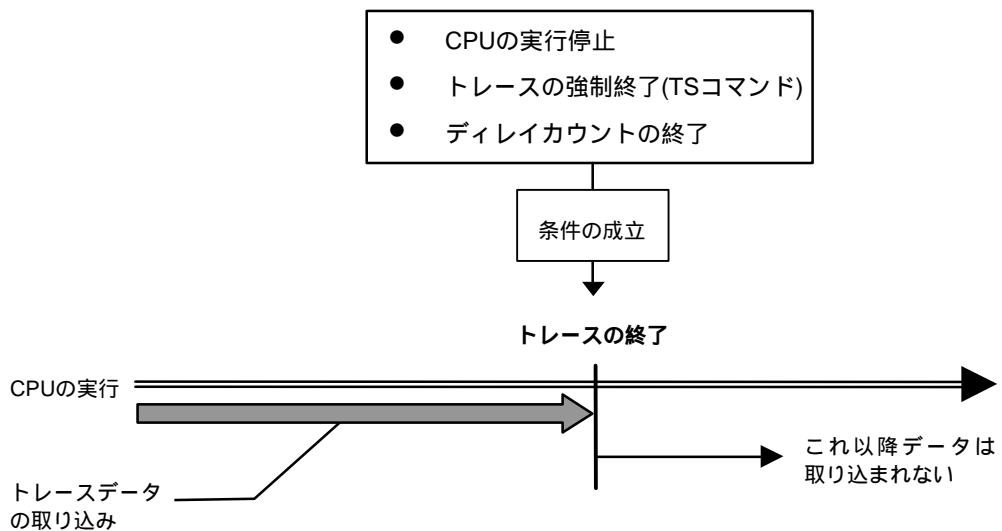 ● CPUの実行停止
● トレースの強制終了(TSコマンド)
● ディレイカウントの終了
条件の成立
トレースの終了
CPUの実行
これ以降データは
取り込まれない
トレースデータ
の取り込み